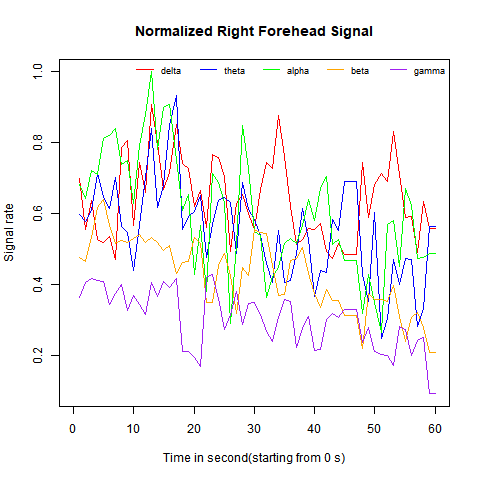 Normalized Right Forehead Signal
delta theta alpha beta gamma
Signal rate
1.0
0.8
0.6
0.4
0.2
0 10 20 30 40 50 60
Time in second(starting from 0 s)